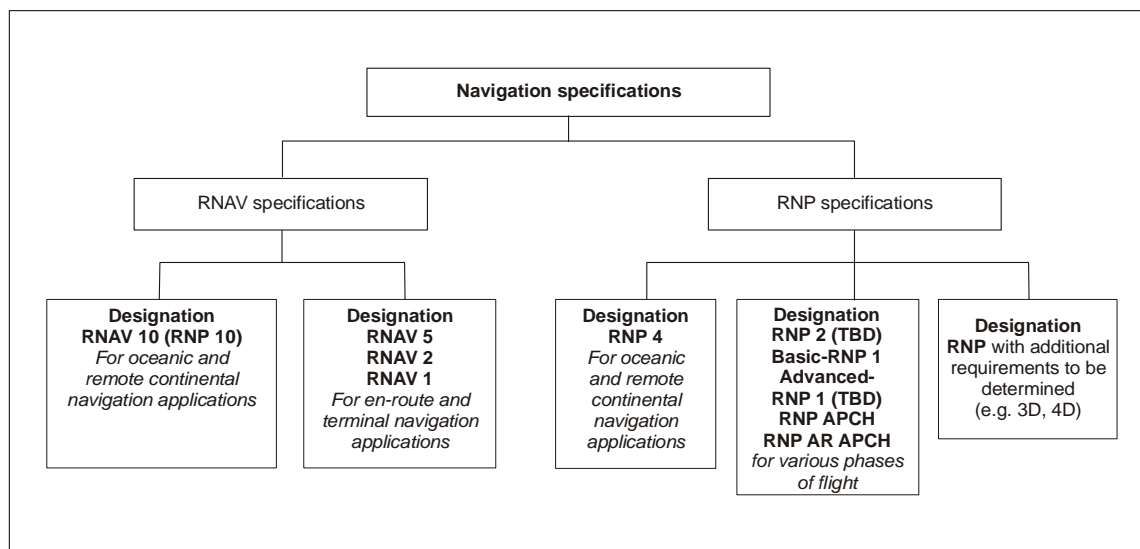 Navigation specifications
RNAV specifications
RNP specifications
Designation
RNAV 10 (RNP 10)
For oceanic and
remote continental
navigation applications
Designation
RNAV 5
RNAV 2
RNAV 1
For en-route and
terminal navigation
applications
Designation
RNP 4
For oceanic
and remote
continental
navigation
applications
Designation
RNP 2 (TBD)
Basic-RNP 1
Advanced-
RNP 1 (TBD)
RNP APCH
RNP AR APCH
for various phases
of flight
Designation
RNP with additional
requirements to be
determined
(e.g. 3D, 4D)